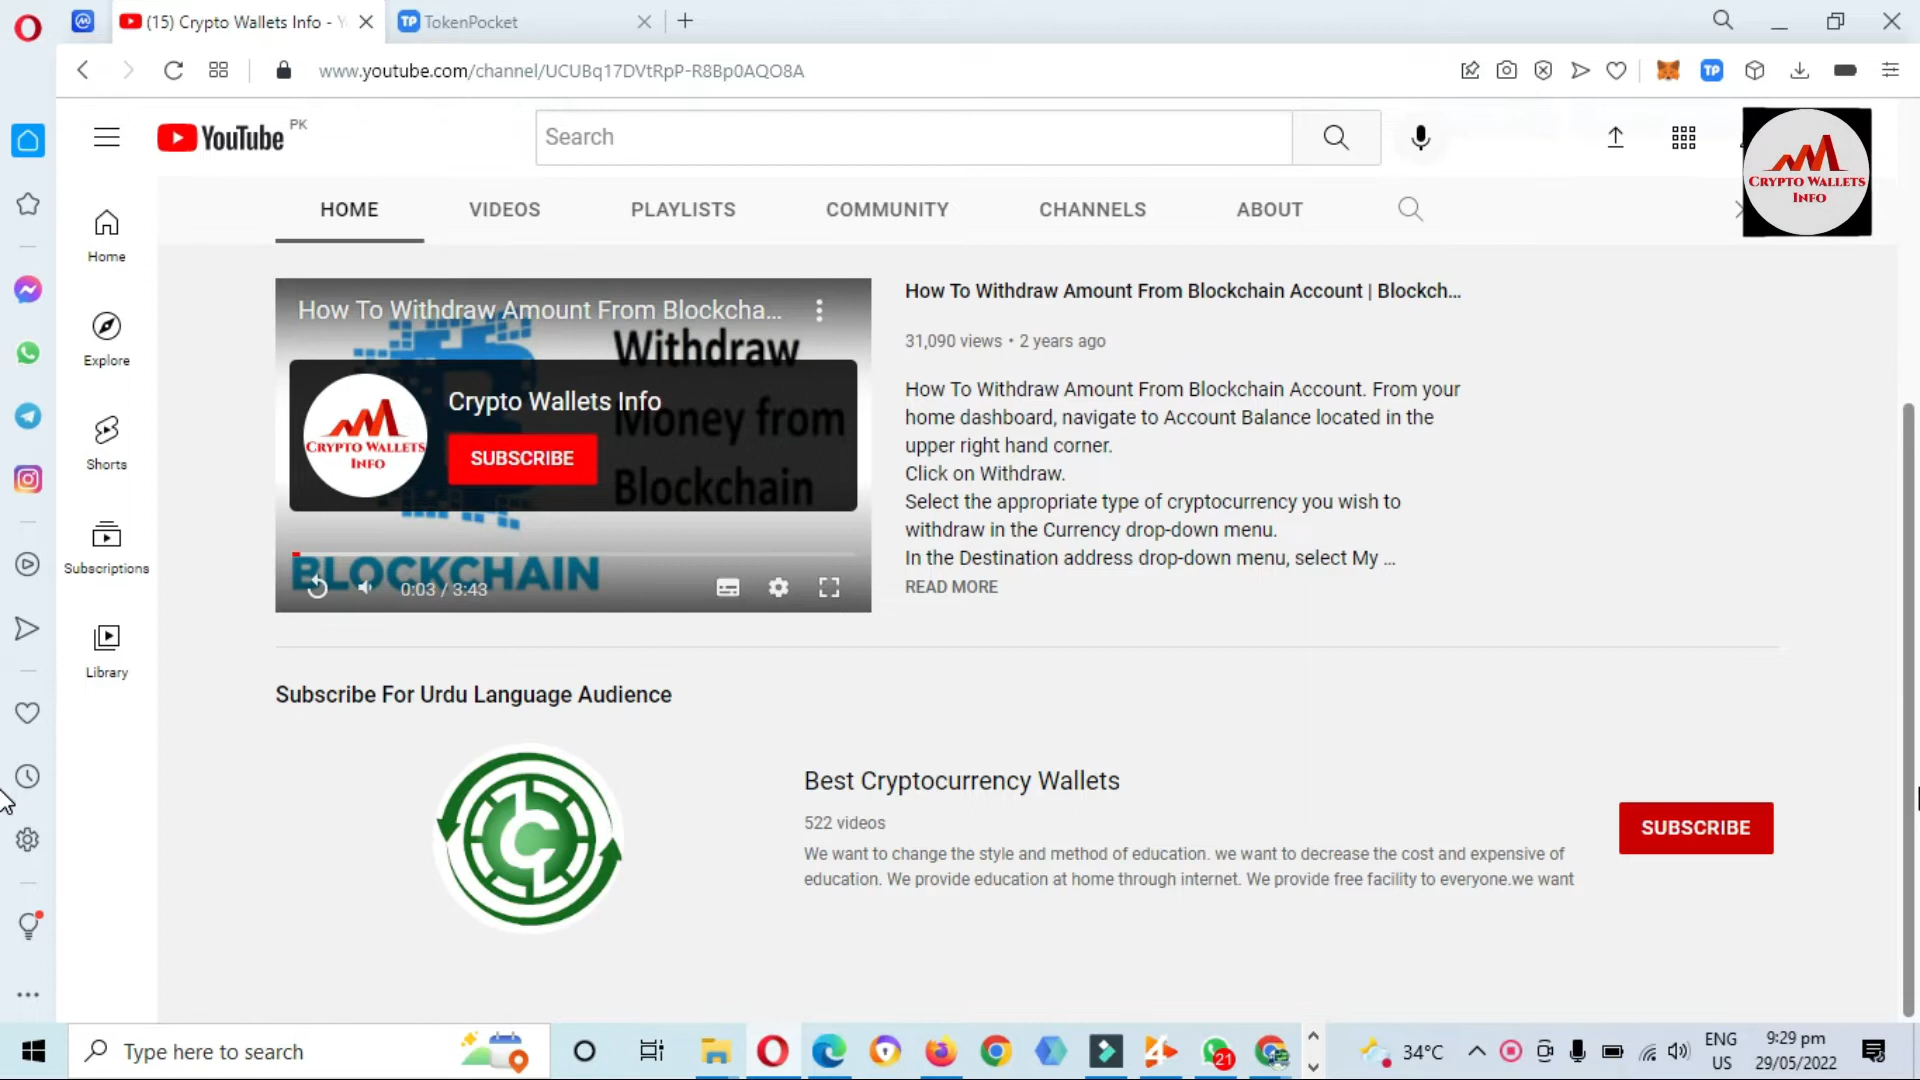 (15) Crypto Wallets Info - Y
TP TokenPocket
www.youtube.com/channel/UCUBq17DVtRpP-R8Bp0AQO8A
TP
YouTube PK
Search
CRYPTO WALLETS
INFO
HOME VIDEOS PLAYLISTS COMMUNITY CHANNELS ABOUT
Home
Explore
Shorts
Subscriptions
Library
How To Withdraw Amount From Blockcha...
Withdraw
Money from
Blockchain
Crypto Wallets Info
SUBSCRIBE
CRYPTO WALLETS
INFO
BLOCKCHAIN
0:03 / 3:43
How To Withdraw Amount From Blockchain Account | Blockch...
31,090 views • 2 years ago
How To Withdraw Amount From Blockchain Account. From your
home dashboard, navigate to Account Balance located in the
upper right hand corner.
Click on Withdraw.
Select the appropriate type of cryptocurrency you wish to
withdraw in the Currency drop-down menu.
In the Destination address drop-down menu, select My ...
READ MORE
Subscribe For Urdu Language Audience
Best Cryptocurrency Wallets
522 videos
We want to change the style and method of education. we want to decrease the cost and expensive of
education. We provide education at home through internet. We provide free facility to everyone.we want
SUBSCRIBE
Type here to search
21
34°C
ENG
US
9:29 pm
29/05/2022